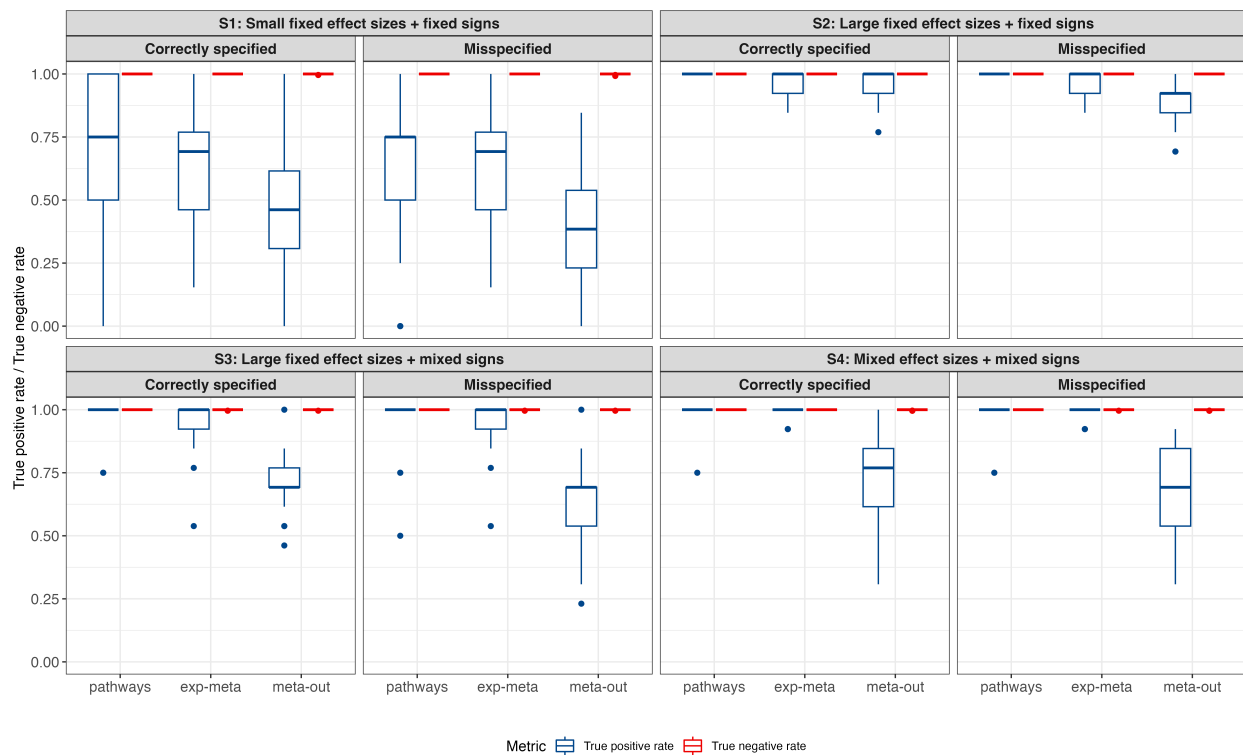 S1: Small fixed effect sizes + fixed signs
S2: Large fixed effect sizes + fixed signs
Correctly specified
Misspecified
Correctly specified
Misspecified
1.00
0.75
0.50
0.25
0.00
True positive rate / True negative rate
S3: Large fixed effect sizes + mixed signs
S4: Mixed effect sizes + mixed signs
Correctly specified
Misspecified
Correctly specified
Misspecified
1.00
0.75
0.50
0.25
0.00
pathways exp-meta meta-out pathways exp-meta meta-out pathways exp-meta meta-out pathways exp-meta meta-out
Metric True positive rate True negative rate